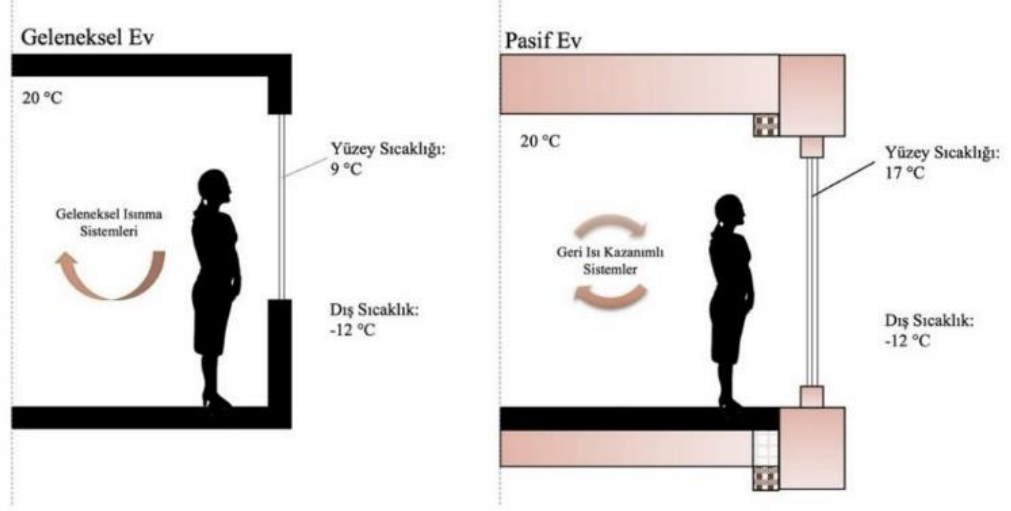 Geleneksel Ev
20 °C
Yüzey Sıcaklığı:
9 °C
Geleneksel Isınma
Sistemleri
Dış Sıcaklık:
-12 °C
Pasif Ev
20 °C
Yüzey Sıcaklığı:
17 °C
Geri Isı Kazanımlı
Sistemler
Dış Sıcaklık:
-12 °C